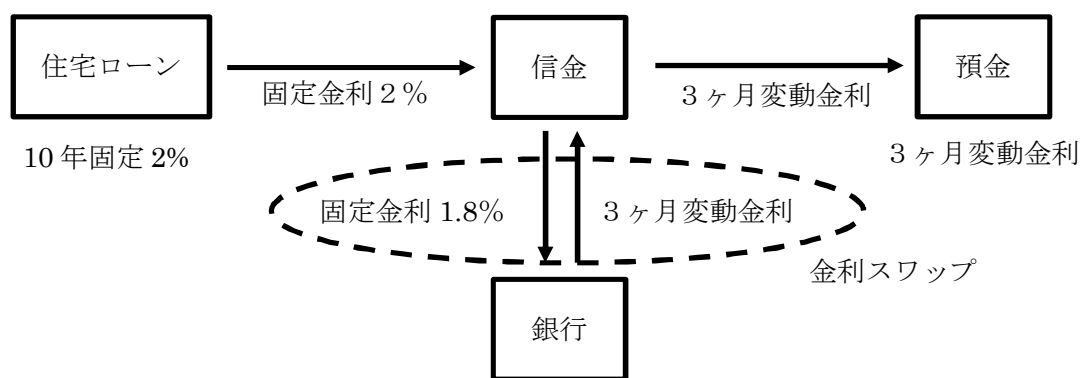 住宅ローン
信金
預金
固定金利２％
３ヶ月変動金利
10 年固定 2%
３ヶ月変動金利
固定金利 1.8%
３ヶ月変動金利
金利スワップ
銀行